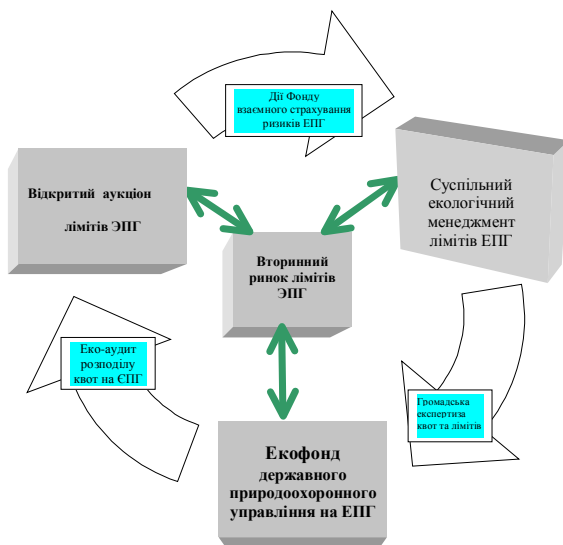 Дії Фонду
взаємного страхування
ризиків ЕПГ
Відкритий аукціон
лімітів ЭПГ
Суспільний
екологічний
менеджмент
лімітів ЕПГ
Вторинний
ринок лімітів
ЭПГ
Еко-аудит
розподілу
квот на ЄПГ
Громадська
експертиза
квот та лімітів
Екофонд
державного
природоохоронного
управління на ЕПГ